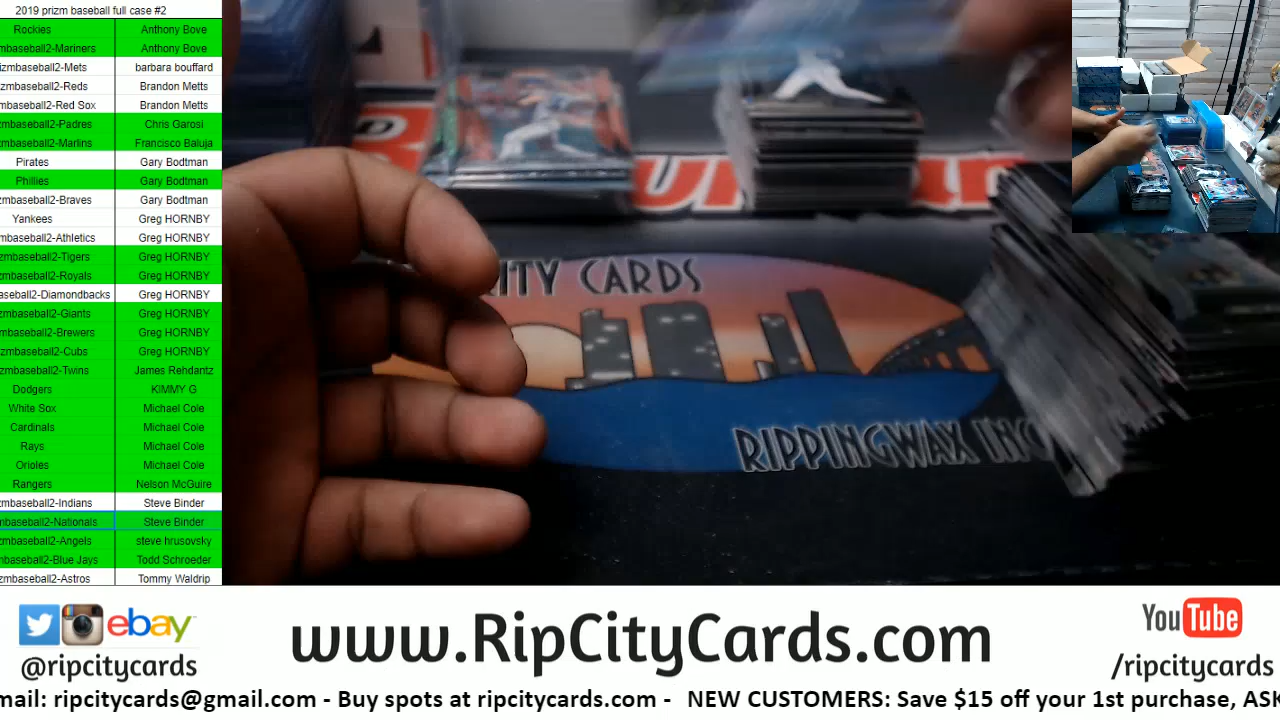 2019 prizm baseball full case #2
Rockies Anthony Bove
mbaseball2-Mariners Anthony Bove
izmbaseball2-Mets barbara bouffard
zmbaseball2-Reds Brandon Metts
zmbaseball2-Red Sox Brandon Metts
zmbaseball2-Padres Chris Garosi
mbaseball2-Marlins Francisco Baluja
Pirates Gary Bodtman
Phillies Gary Bodtman
zmbaseball2-Braves Gary Bodtman
Yankees Greg HORNBY
mbaseball2-Athletics Greg HORNBY
zmbaseball2-Tigers Greg HORNBY
zmbaseball2-Royals Greg HORNBY
aseball2-Diamondbacks Greg HORNBY
zmbaseball2-Giants Greg HORNBY
zmbaseball2-Brewers Greg HORNBY
zmbaseball2-Cubs Greg HORNBY
zmbaseball2-Twins James Rehdantz
Dodgers KIMMY G
White Sox Michael Cole
Cardinals Michael Cole
Rays Michael Cole
Orioles Michael Cole
Rangers Nelson McGuire
zmbaseball2-Indians Steve Binder
mbaseball2-Nationals Steve Binder
zmbaseball2-Angels steve hrusovsky
mbaseball2-Blue Jays Todd Schroeder
zmbaseball2-Astros Tommy Waldrip
CITY CARDS
RIPPINGWAX INC
ebay
@ripcitycards
www.RipCityCards.com
YouTube
/ripcitycards
mail: ripcitycards@gmail.com - Buy spots at ripcitycards.com - NEW CUSTOMERS: Save $15 off your 1st purchase, ASK